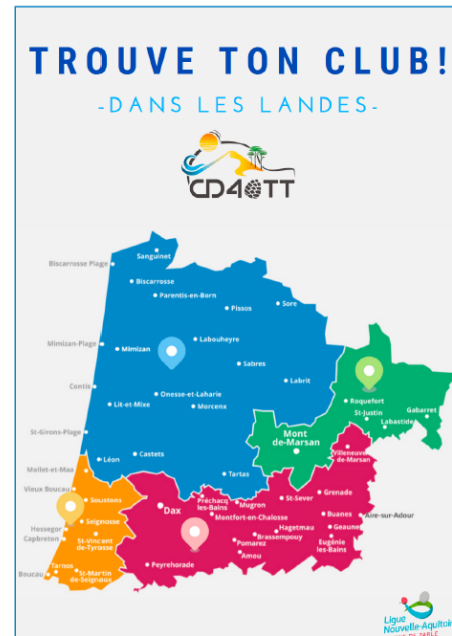 TROUVE TON CLUB!
-DANS LES LANDES-
CD40TT
Sanguinet
Biscarrosse Plage
Biscarrosse
Parentis-en-Born
Pissos
Sore
Mimizan-Plage
Mimizan
Labouheyre
Sabres
Labrit
Contis
Onesse-et-Laharie
Lit-et-Mixe
Morcenx
Roquefort
St-Justin
Gabarret
Labastide
St-Girons-Plage
Mont
de-Marsan
Villeneuve
de-Marsan
Léon
Castets
Tartas
Mollet-et-Maa
Vieux Boucau
Soustons
Dax
Préchacq
les-Bains
Mugron
St-Sever
Grenade
Montfort-en-Chalosse
Buanes
Aire-sur-Adour
Seignosse
Hossegor
Capbreton
St-Vincent
de-Tyrosse
Hagetmau
Geaune
Brassempouy
Pomarez
Eugénie
les-Bains
Amou
Peyrehorade
Tarnos
St-Martin
de-Seignanx
Boucau
Ligue
Nouvelle-Aquitain
DE TABLE